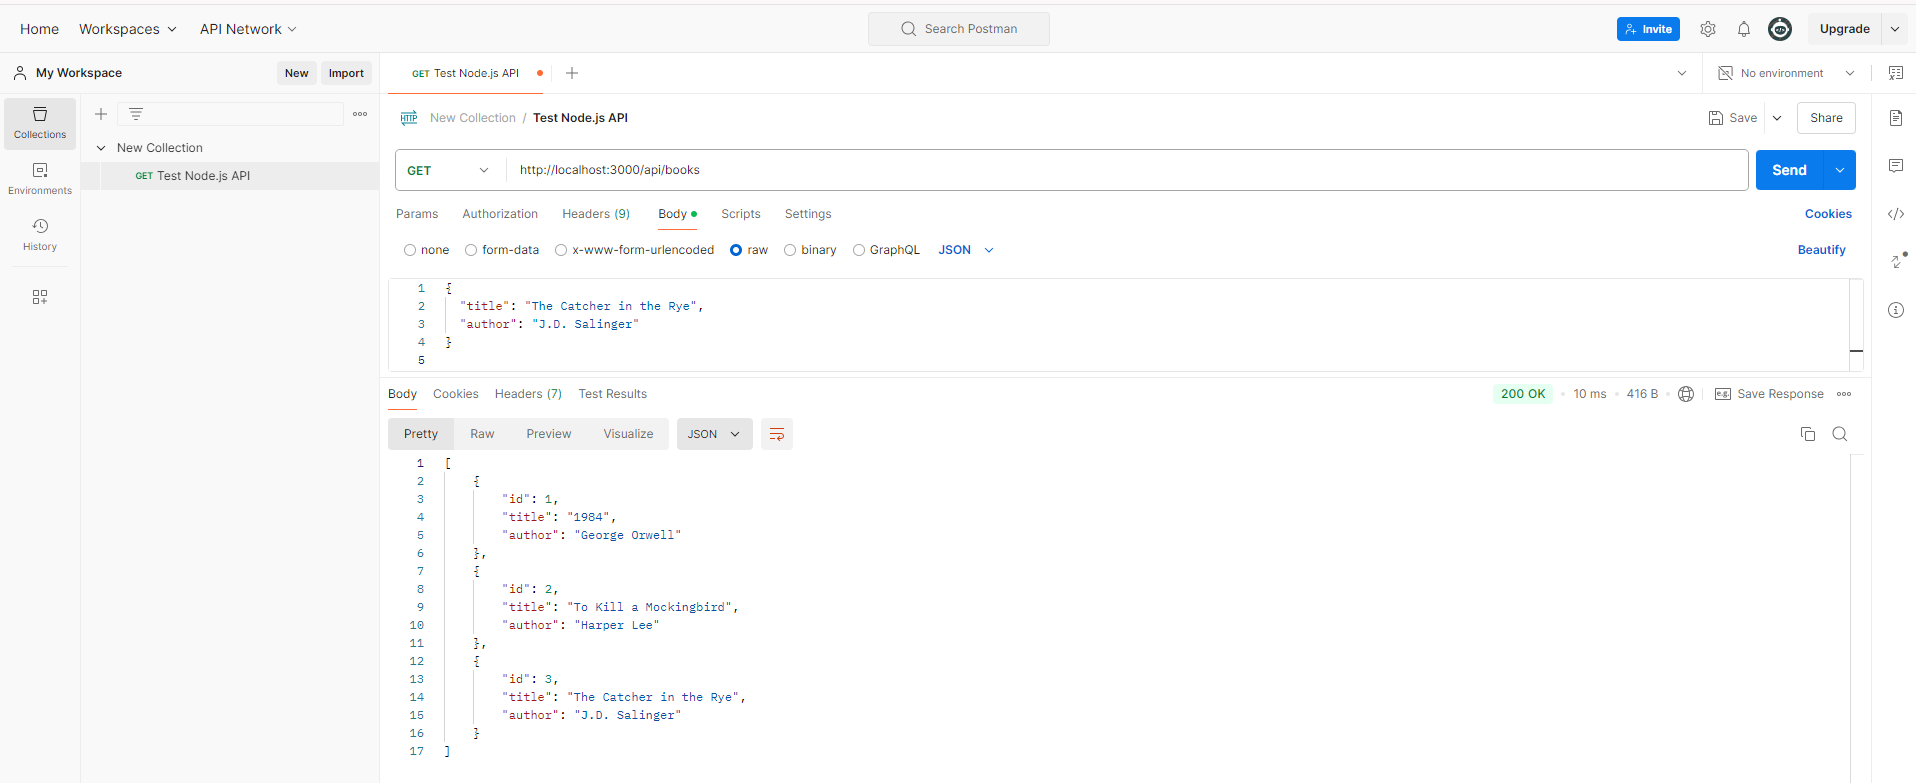 Home Workspaces API Network Search Postman Invite Upgrade
My Workspace New Import GET Test Node.js API No environment
Collections
Environments
History
New Collection
GET Test Node.js API
HTTP New Collection / Test Node.js API Save Share
GET http://localhost:3000/api/books Send
Params Authorization Headers (9) Body Scripts Settings Cookies
none form-data x-www-form-urlencoded raw binary GraphQL JSON Beautify
1 {
2 "title": "The Catcher in the Rye",
3 "author": "J.D. Salinger"
4 }
5
Body Cookies Headers (7) Test Results 200 OK 10 ms 416 B e.g. Save Response
Pretty Raw Preview Visualize JSON
1 [
2 {
3 "id": 1,
4 "title": "1984",
5 "author": "George Orwell"
6 },
7 {
8 "id": 2,
9 "title": "To Kill a Mockingbird",
10 "author": "Harper Lee"
11 },
12 {
13 "id": 3,
14 "title": "The Catcher in the Rye",
15 "author": "J.D. Salinger"
16 }
17 ]